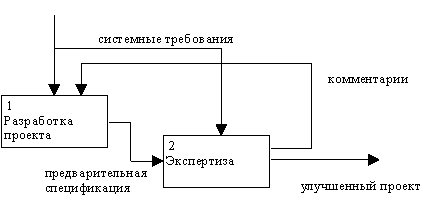 системные требования
комментарии
1
Разработка
проекта
2
Экспертиза
предварительная
спецификация
улучшенный проект